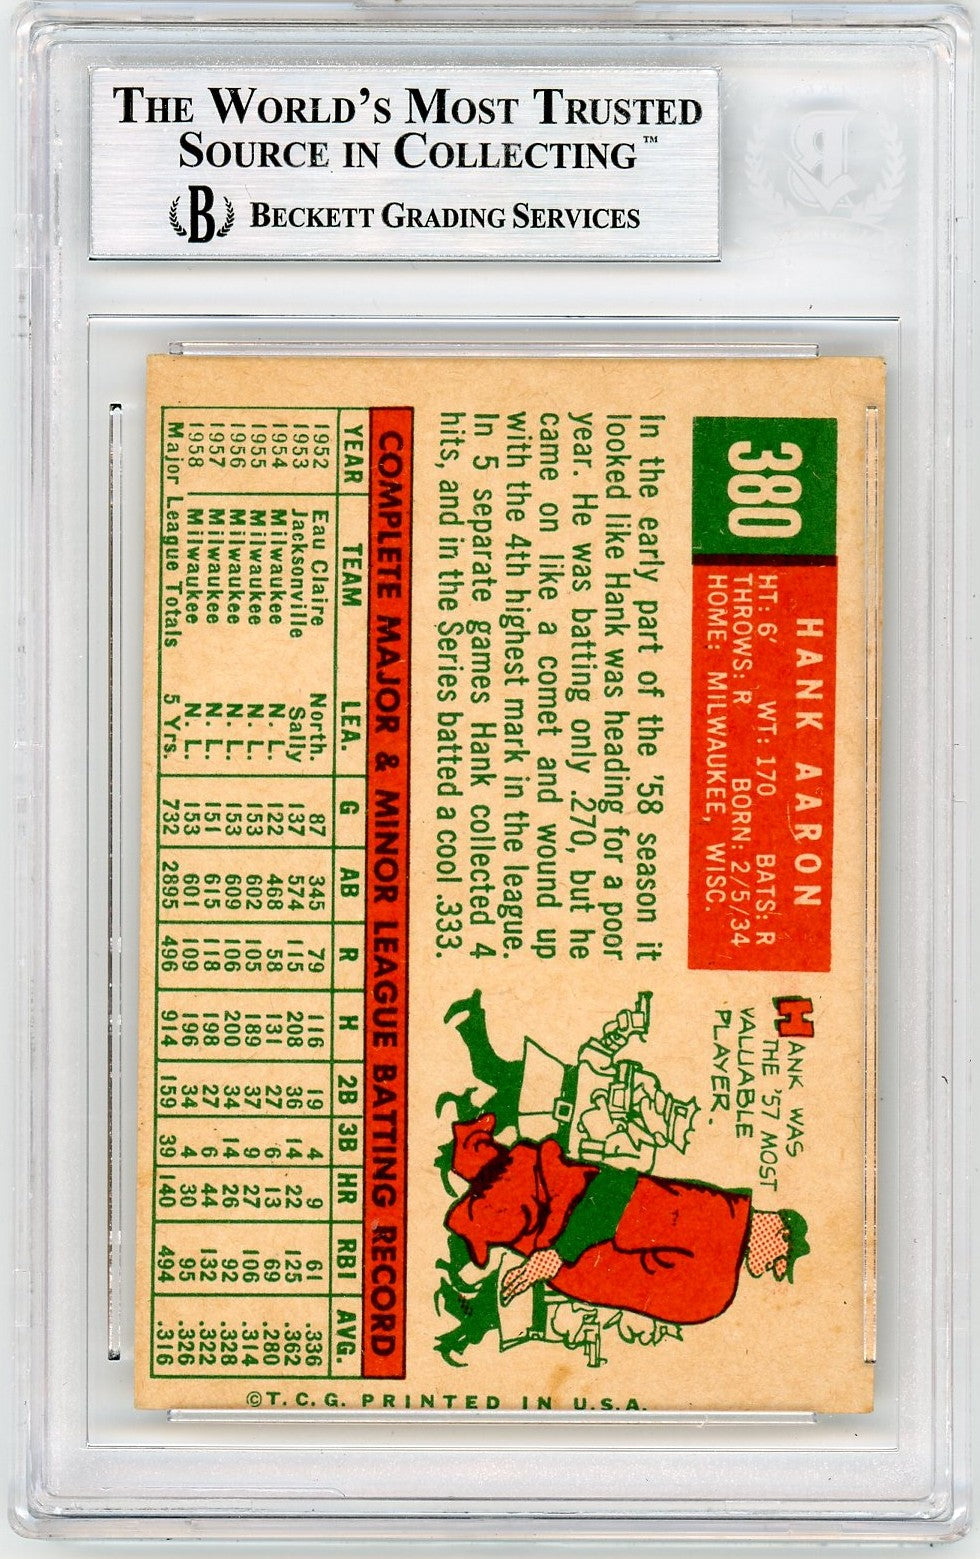 THE WORLD'S MOST TRUSTED
SOURCE IN COLLECTING™
B BECKETT GRADING SERVICES
380
HANK AARON
HT: 6' WT: 170 BATS: R
THROWS: R BORN: 2/5/34
HOME: MILWAUKEE, WISC.
In the early part of the '58 season it
looked like Hank was heading for a poor
year. He was batting only .270, but he
came on like a comet and wound up
with the 4th highest mark in the league.
In 5 separate games Hank collected 4
hits, and in the Series batted a cool .333.
HANK WAS
THE '57 MOST
VALUABLE
PLAYER.
COMPLETE MAJOR & MINOR LEAGUE BATTING RECORD
YEAR TEAM LEA. G AB R H 2B 3B HR RBI AVG.
1952 Eau Claire North. 87 345 79 116 19 4 9 61 .336
1953 Jacksonville Sally 137 574 115 208 36 14 22 125 .362
1954 Milwaukee N. L. 122 468 58 131 27 6 13 69 .280
1955 Milwaukee N. L. 153 602 105 189 37 9 27 106 .314
1956 Milwaukee N. L. 153 609 106 200 34 14 26 92 .328
1957 Milwaukee N. L. 151 615 118 198 27 6 44 132 .322
1958 Milwaukee N. L. 153 601 109 196 34 4 30 95 .326
Major League Totals 5 Yrs. 732 2895 496 914 159 39 140 494 .316
© T. C. G. PRINTED IN U.S.A.